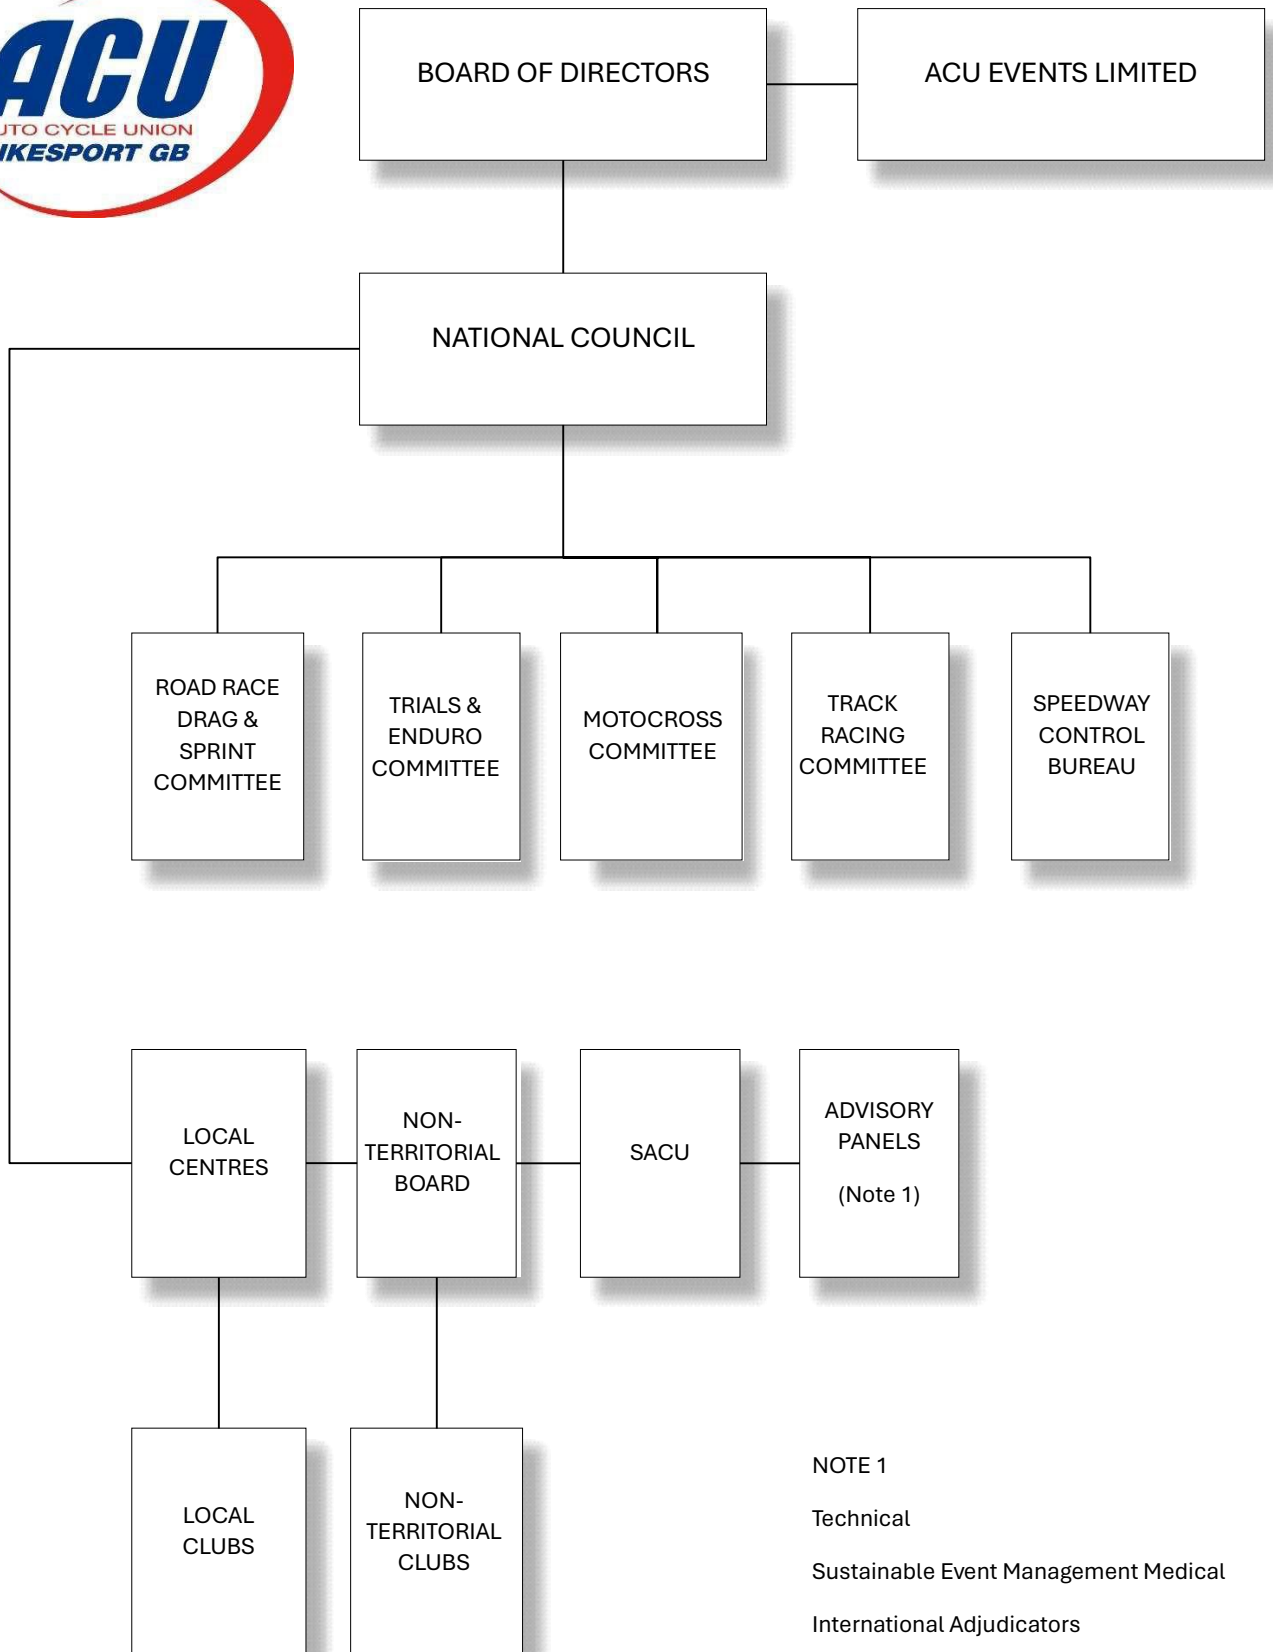 ACU
AUTO CYCLE UNION
BIKESPORT GB
BOARD OF DIRECTORS
ACU EVENTS LIMITED
NATIONAL COUNCIL
ROAD RACE
DRAG &
SPRINT
COMMITTEE
TRIALS &
ENDURO
COMMITTEE
MOTOCROSS
COMMITTEE
TRACK
RACING
COMMITTEE
SPEEDWAY
CONTROL
BUREAU
LOCAL
CENTRES
NON-
TERRITORIAL
BOARD
SACU
ADVISORY
PANELS
(Note 1)
LOCAL
CLUBS
NON-
TERRITORIAL
CLUBS
NOTE 1
Technical
Sustainable Event Management Medical
International Adjudicators